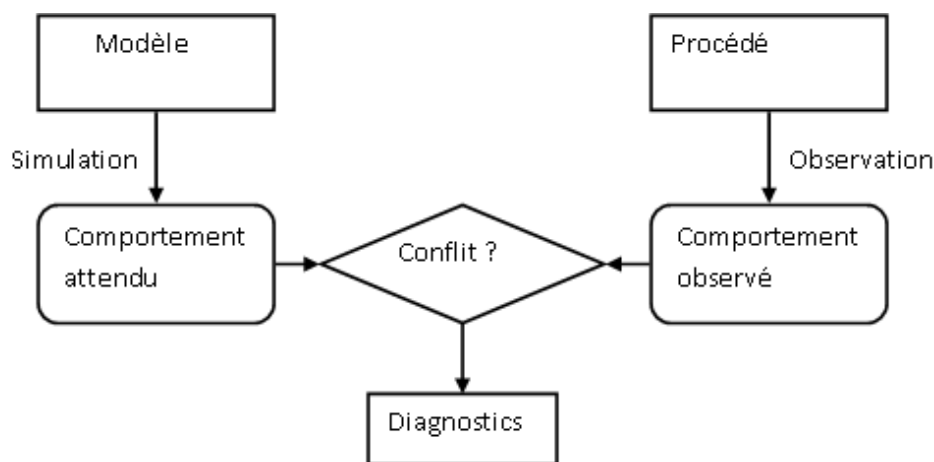 Modèle
Procédé
Simulation
Observation
Comportement
attendu
Conflit ?
Comportement
observé
Diagnostics